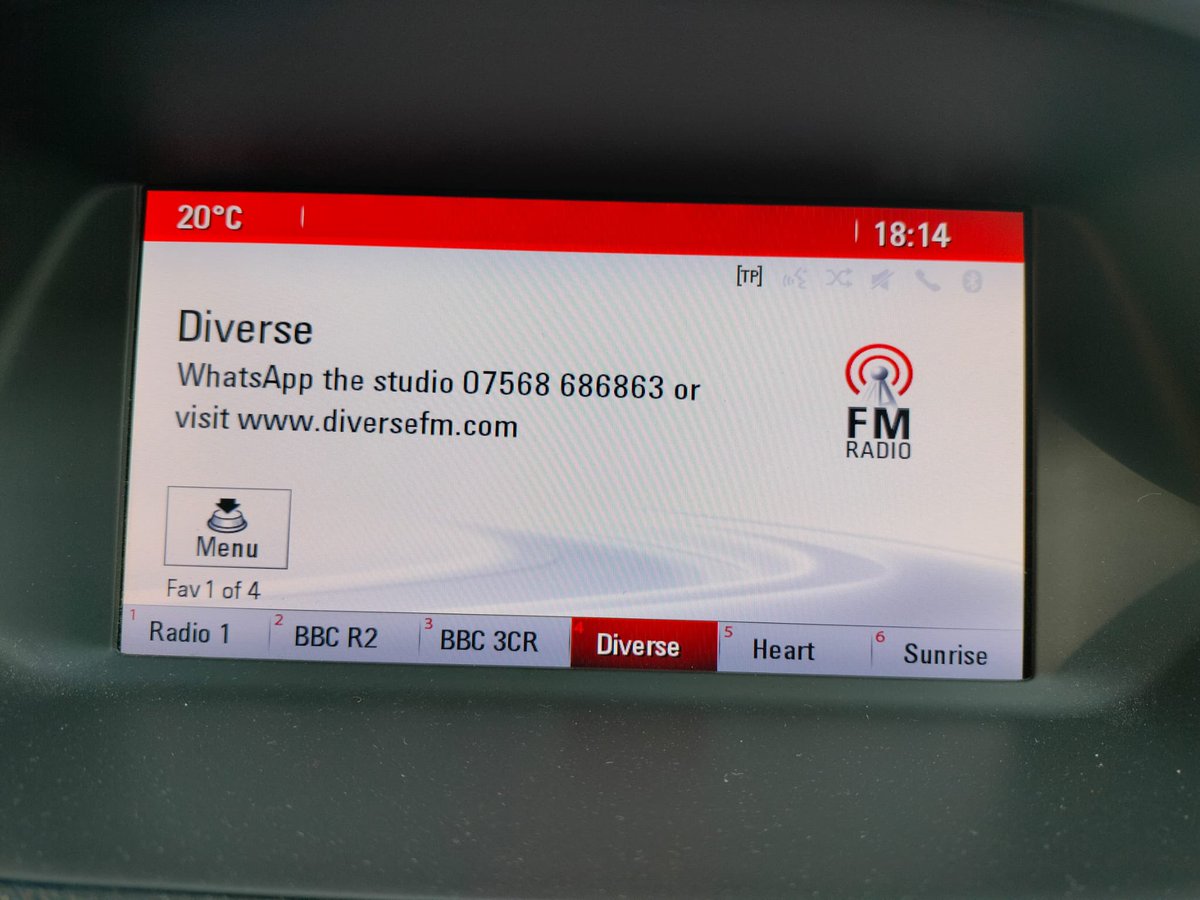 20°C 18:14
[TP]
Diverse
WhatsApp the studio 07568 686863 or
visit www.diversefm.com
FM
RADIO
Menu
Fav 1 of 4
1 Radio 1 2 BBC R2 3 BBC 3CR 4 Diverse 5 Heart 6 Sunrise